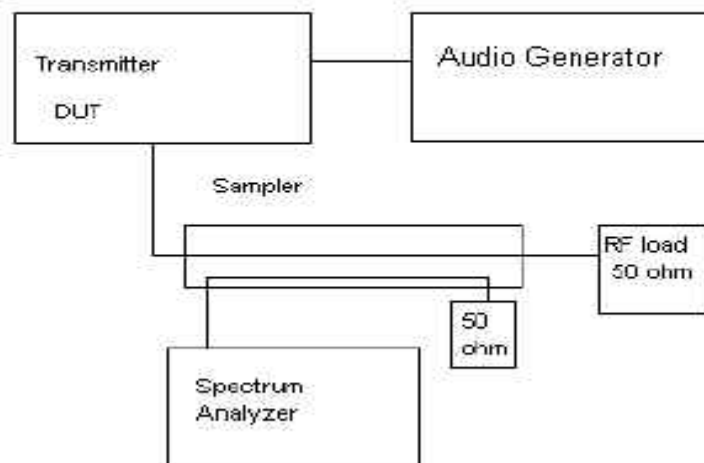 Transmitter
DUT
Audio Generator
Sampler
RF load
50 ohm
50
ohm
Spectrum
Analyzer